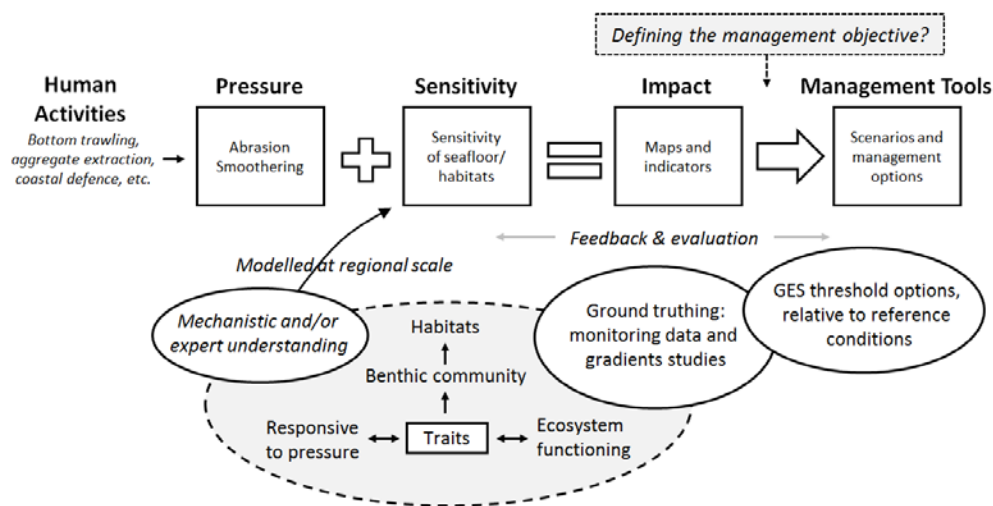 Defining the management objective?
Human
Activities
Pressure
Sensitivity
Impact
Management Tools
Bottom trawling,
aggregate extraction,
coastal defence, etc.
Abrasion
Smoothering
Sensitivity
of seafloor/
habitats
Maps and
indicators
Scenarios and
management
options
Feedback & evaluation
Modelled at regional scale
Mechanistic and/or
expert understanding
Habitats
Benthic community
Responsive
to pressure
Traits
Ecosystem
functioning
Ground truthing:
monitoring data and
gradients studies
GES threshold options,
relative to reference
conditions